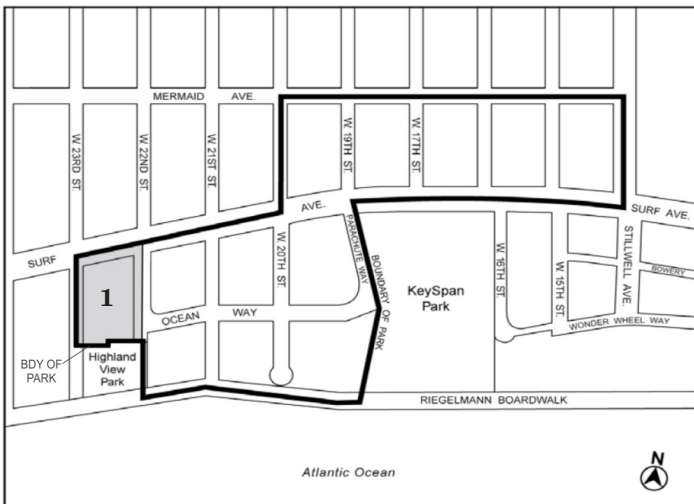 MERMAID AVE.
W. 23RD ST.
W. 22ND ST.
W. 21ST ST.
W. 19TH ST.
W. 17TH ST.
SURF AVE.
SURF AVE.
W. 20TH ST.
PARACHUTE WAY
BOUNDARY OF PARK
KeySpan
Park
W. 16TH ST.
W. 15TH ST.
STILLWELL AVE.
BOWERY
WONDER WHEEL WAY
1
OCEAN WAY
BDY OF
PARK
Highland
View
Park
RIEGELMANN BOARDWALK
Atlantic Ocean
N